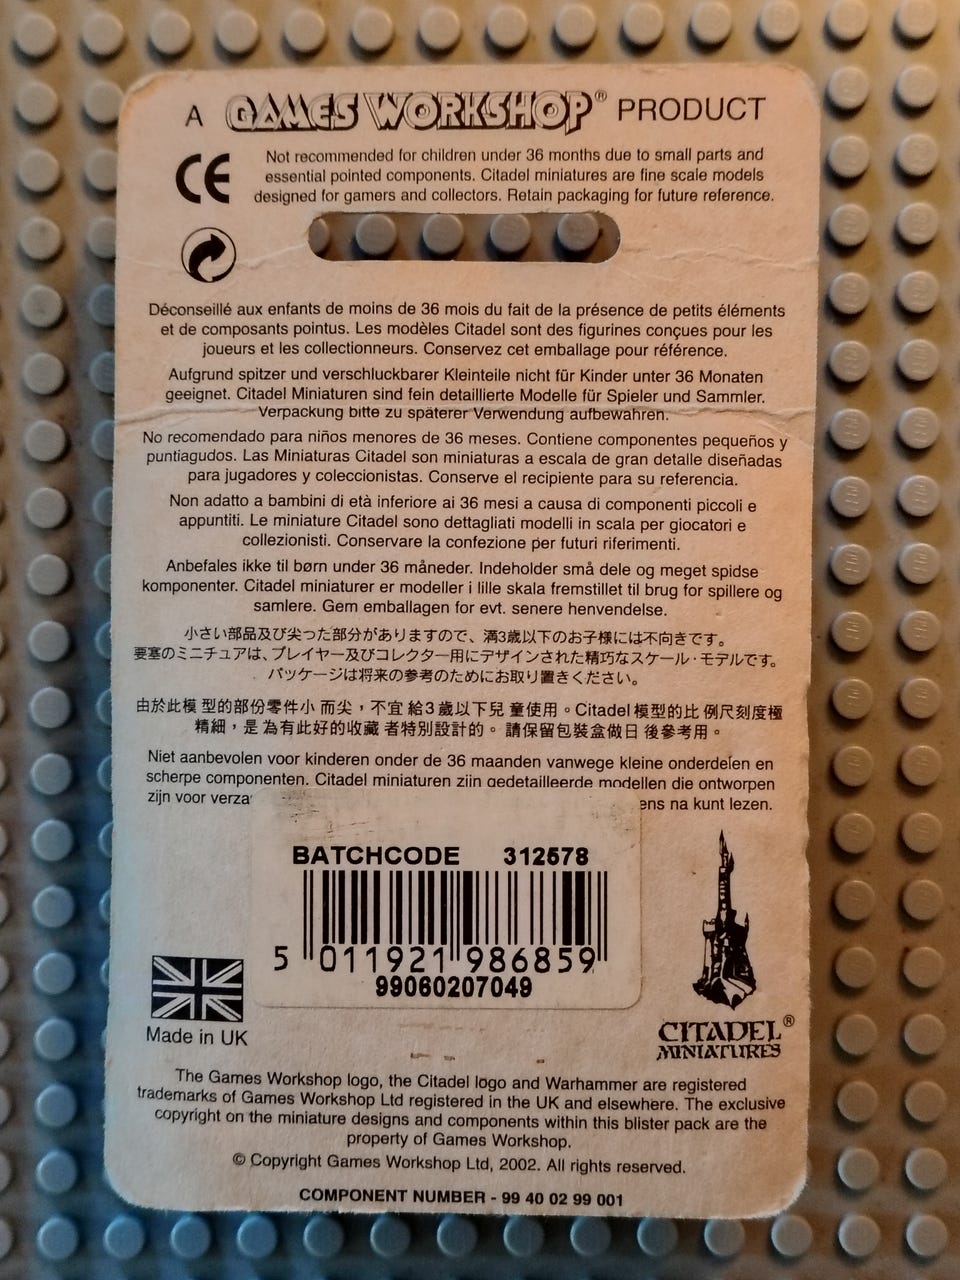 A GAMES WORKSHOP® PRODUCT
CE
Not recommended for children under 36 months due to small parts and
essential pointed components. Citadel miniatures are fine scale models
designed for gamers and collectors. Retain packaging for future reference.
Déconseillé aux enfants de moins de 36 mois du fait de la présence de petits éléments
et de composants pointus. Les modèles Citadel sont des figurines conçues pour les
joueurs et les collectionneurs. Conservez cet emballage pour référence.
Aufgrund spitzer und verschluckbarer Kleinteile nicht für Kinder unter 36 Monaten
geeignet. Citadel Miniaturen sind fein detaillierte Modelle für Spieler und Sammler.
Verpackung bitte zu späterer Verwendung aufbewahren.
No recomendado para niños menores de 36 meses. Contiene componentes pequeños y
puntiagudos. Las Miniaturas Citadel son miniaturas a escala de gran detalle diseñadas
para jugadores y coleccionistas. Conserve el recipiente para su referencia.
Non adatto a bambini di età inferiore ai 36 mesi a causa di componenti piccoli e
appuntiti. Le miniature Citadel sono dettagliati modelli in scala per giocatori e
collezionisti. Conservare la confezione per futuri riferimenti.
Anbefales ikke til børn under 36 måneder. Indeholder små dele og meget spidse
komponenter. Citadel miniaturer er modeller i lille skala fremstillet til brug for spillere og
samlere. Gem emballagen for evt. senere henvendelse.
小さい部品及び尖った部分がありますので、満3歳以下のお子様には不向きです。
要塞のミニチュアは、プレイヤー及びコレクター用にデザインされた精巧なスケール・モデルです。
パッケージは将来の参考のためにお取り置きください。
由於此模 型的部份零件小 而尖，不宜 給3 歲以下兒 童使用。Citadel 模型的比 例尺刻度極
精細，是 為有此好的收藏 者特別設計的。 請保留包裝盒做日 後參考用。
Niet aanbevolen voor kinderen onder de 36 maanden vanwege kleine onderdelen en
scherpe componenten. Citadel miniaturen zijn gedetailleerde modellen die ontworpen
zijn voor verza ens na kunt lezen.
BATCHCODE 312578
5 011921 986859
99060207049
Made in UK
CITADEL®
MINIATURES
The Games Workshop logo, the Citadel logo and Warhammer are registered
trademarks of Games Workshop Ltd registered in the UK and elsewhere. The exclusive
copyright on the miniature designs and components within this blister pack are the
property of Games Workshop.
© Copyright Games Workshop Ltd, 2002. All rights reserved.
COMPONENT NUMBER - 99 40 02 99 001